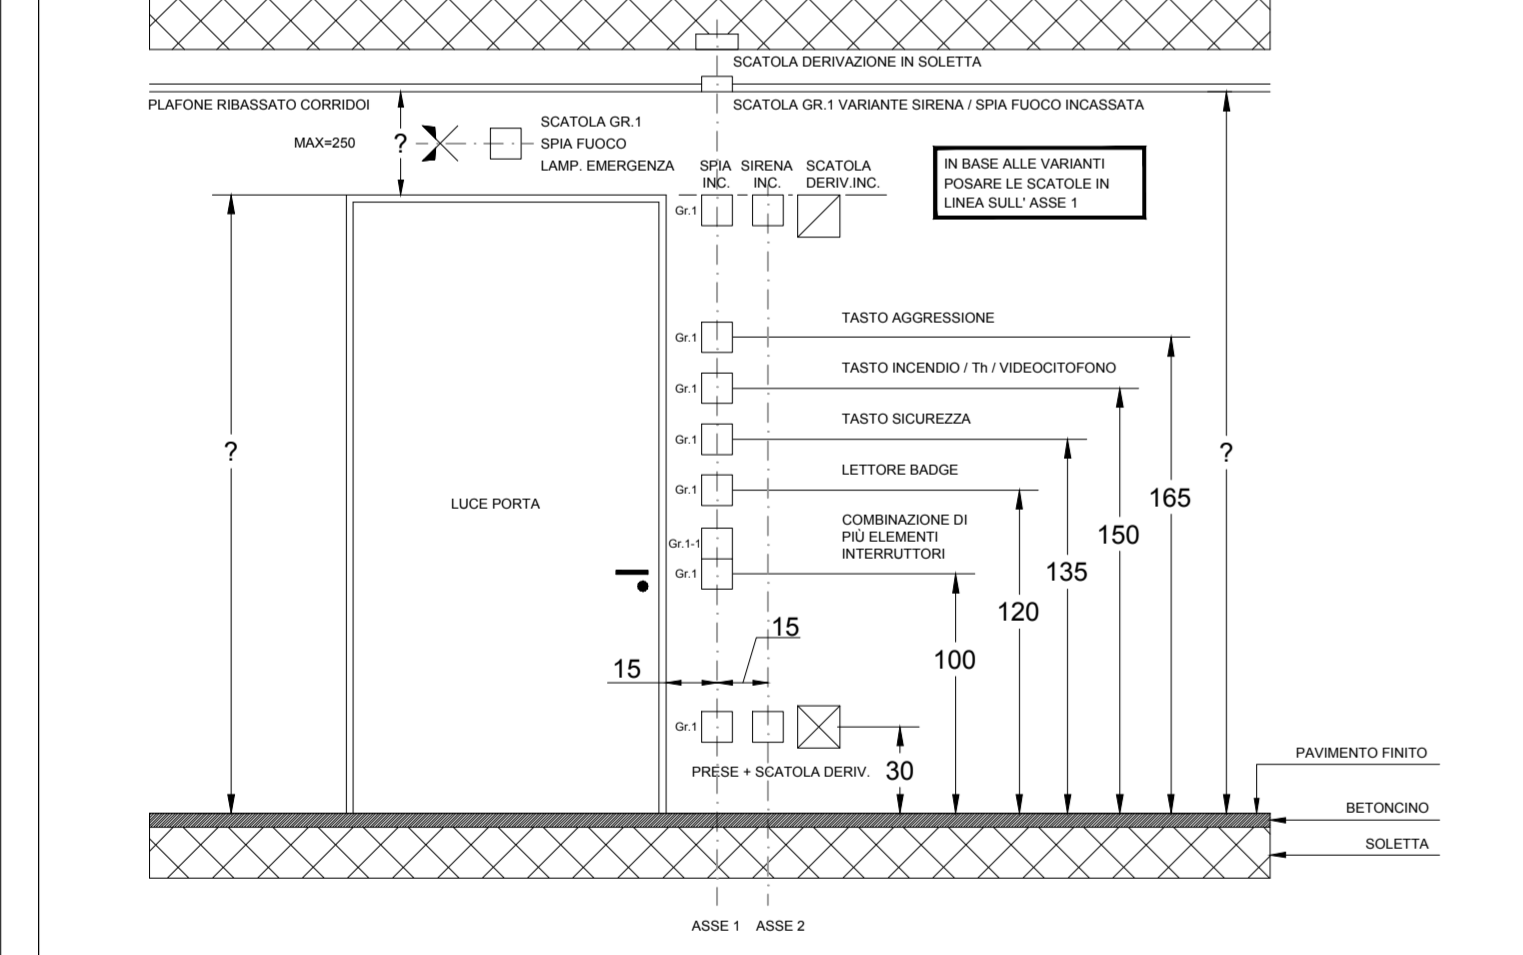 SCATOLA DERIVAZIONE IN SOLETTA
PLAFONE RIBASSATO CORRIDOI
SCATOLA GR.1 VARIANTE SIRENA / SPIA FUOCO INCASSATA
MAX=250
?
SCATOLA GR.1
SPIA FUOCO
LAMP. EMERGENZA
SPIA
INC.
SIRENA
INC.
SCATOLA
DERIV.INC.
IN BASE ALLE VARIANTI
POSARE LE SCATOLE IN
LINEA SULL' ASSE 1
Gr.1
Gr.1
TASTO AGGRESSIONE
Gr.1
TASTO INCENDIO / Th / VIDEOCITOFONO
Gr.1
TASTO SICUREZZA
?
?
Gr.1
LETTORE BADGE
LUCE PORTA
165
150
135
120
100
COMBINAZIONE DI
PIÙ ELEMENTI
INTERRUTTORI
Gr.1-1
Gr.1
15
15
Gr.1
PRESE + SCATOLA DERIV.
30
PAVIMENTO FINITO
BETONCINO
SOLETTA
ASSE 1
ASSE 2